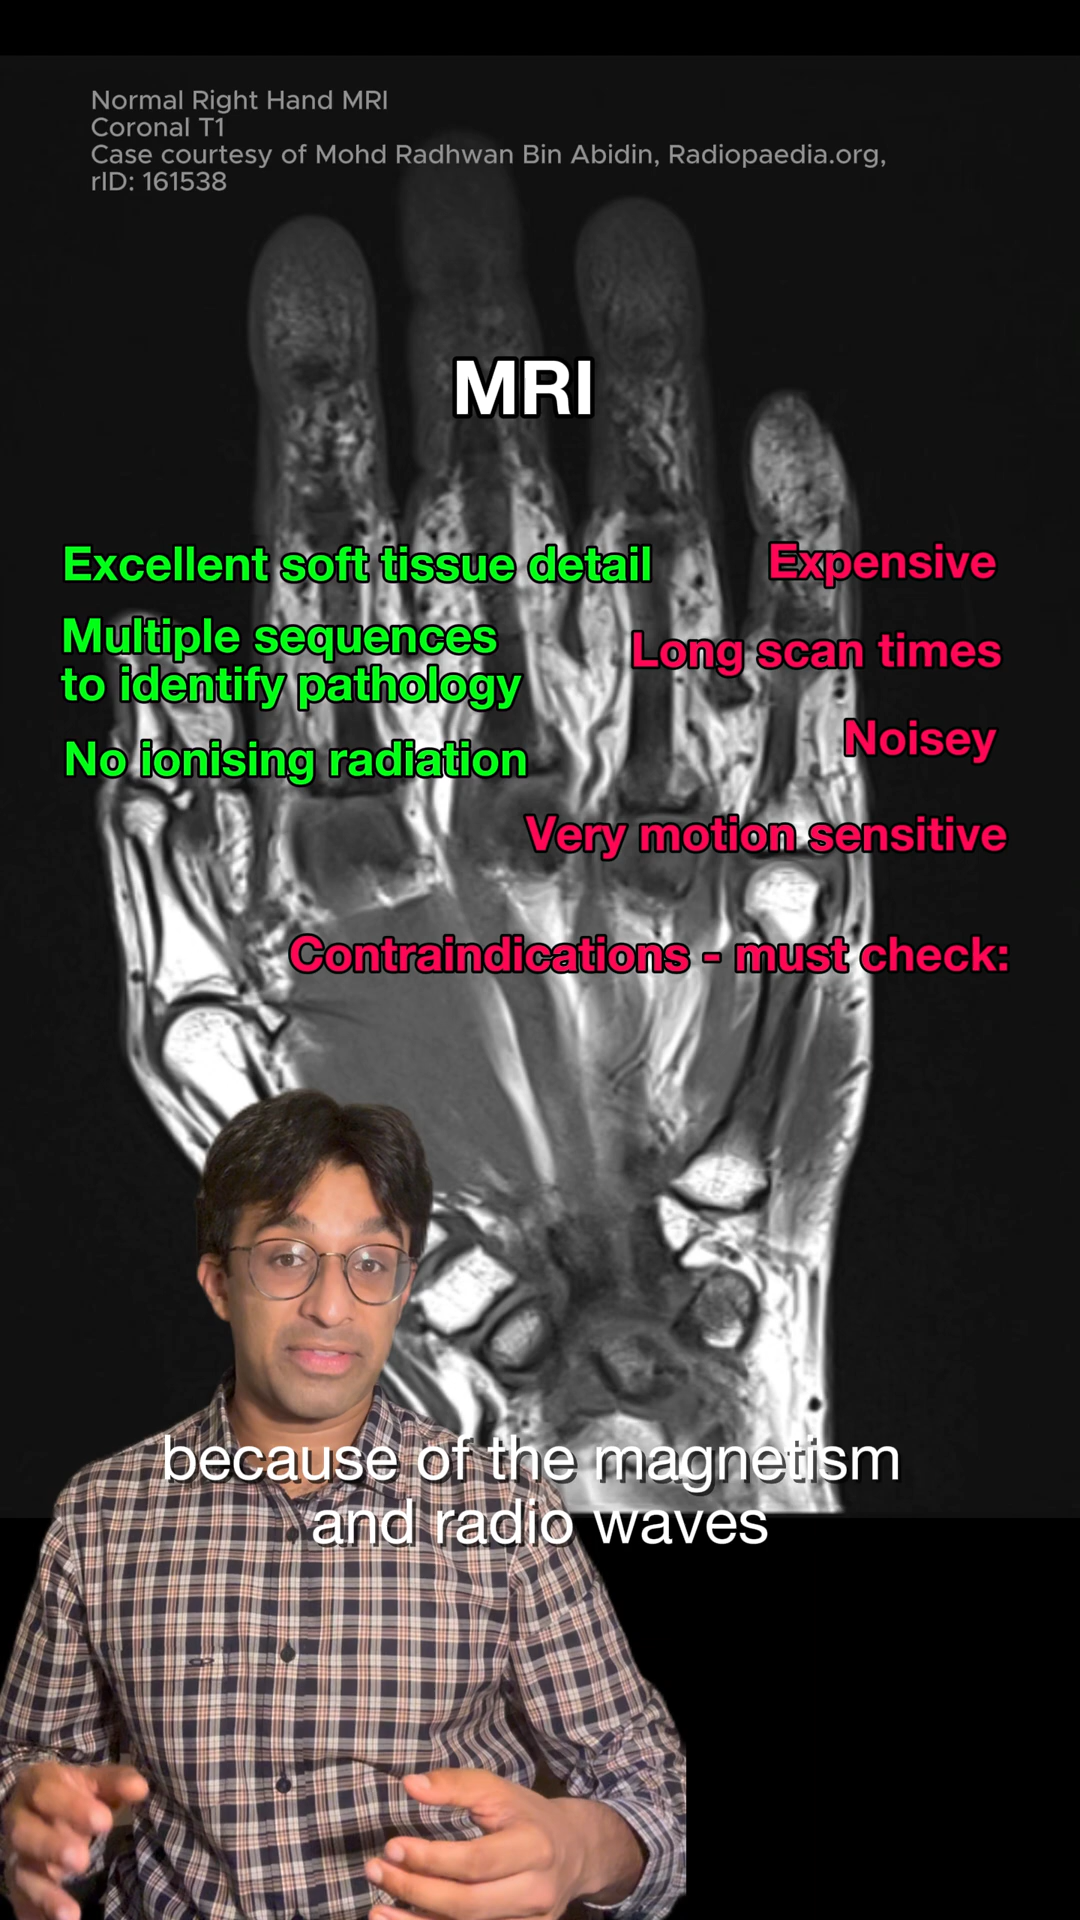 Normal Right Hand MRI
Coronal T1
Case courtesy of Mohd Radhwan Bin Abidin, Radiopaedia.org,
rID: 161538
MRI
Excellent soft tissue detail
Multiple sequences
to identify pathology
No ionising radiation
Expensive
Long scan times
Noisey
Very motion sensitive
Contraindications - must check:
because of the magnetism
and radio waves